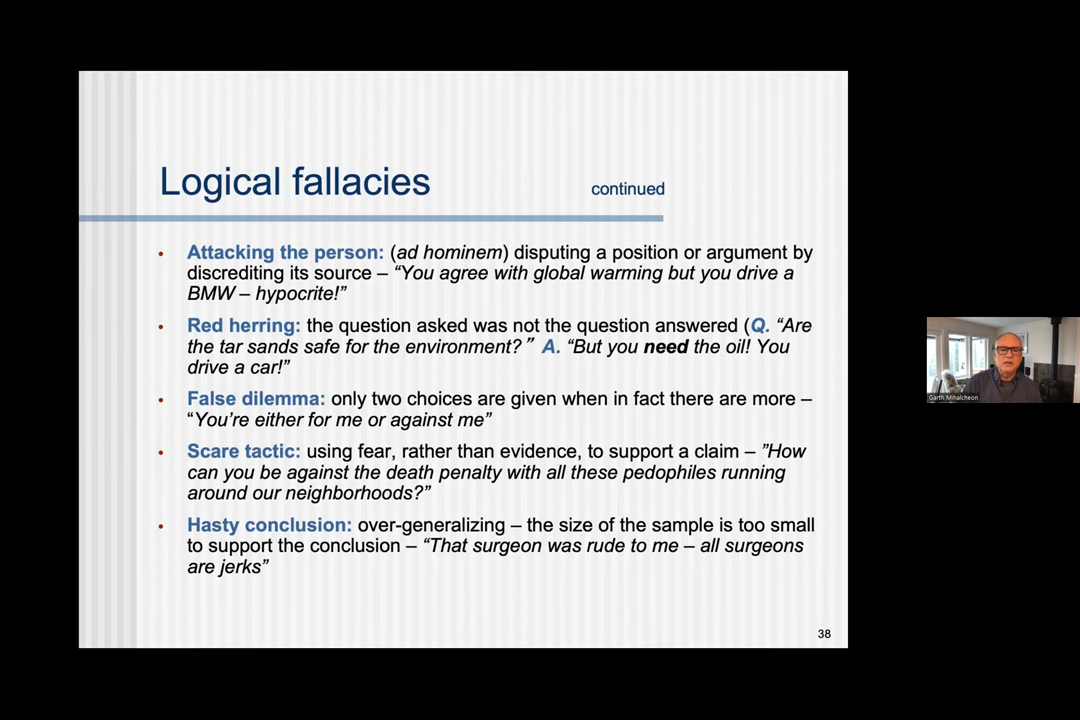 Logical fallacies continued
• Attacking the person: (ad hominem) disputing a position or argument by
discrediting its source – “You agree with global warming but you drive a
BMW – hypocrite!”
• Red herring: the question asked was not the question answered (Q. “Are
the tar sands safe for the environment?” A. “But you need the oil! You
drive a car!”
• False dilemma: only two choices are given when in fact there are more –
“You’re either for me or against me”
• Scare tactic: using fear, rather than evidence, to support a claim – ”How
can you be against the death penalty with all these pedophiles running
around our neighborhoods?”
• Hasty conclusion: over-generalizing – the size of the sample is too small
to support the conclusion – “That surgeon was rude to me – all surgeons
are jerks”
38
Garth Mihalcheon